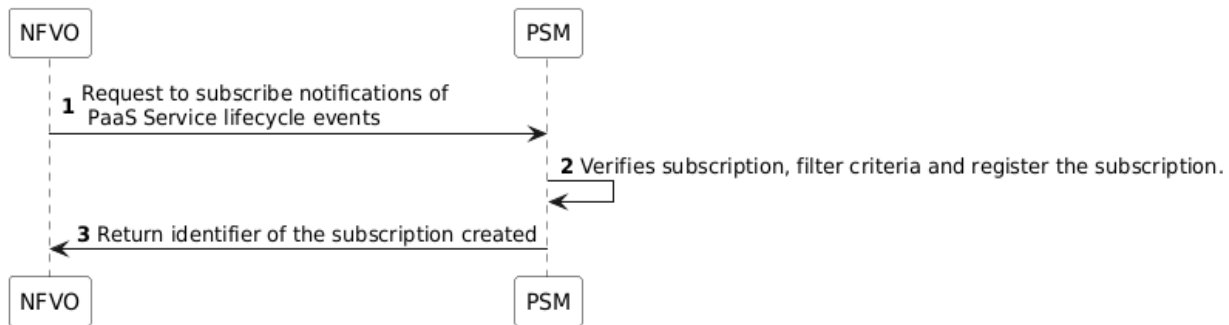 NFVO
PSM
1 Request to subscribe notifications of
PaaS Service lifecycle events
2 Verifies subscription, filter criteria and register the subscription.
3 Return identifier of the subscription created
NFVO
PSM